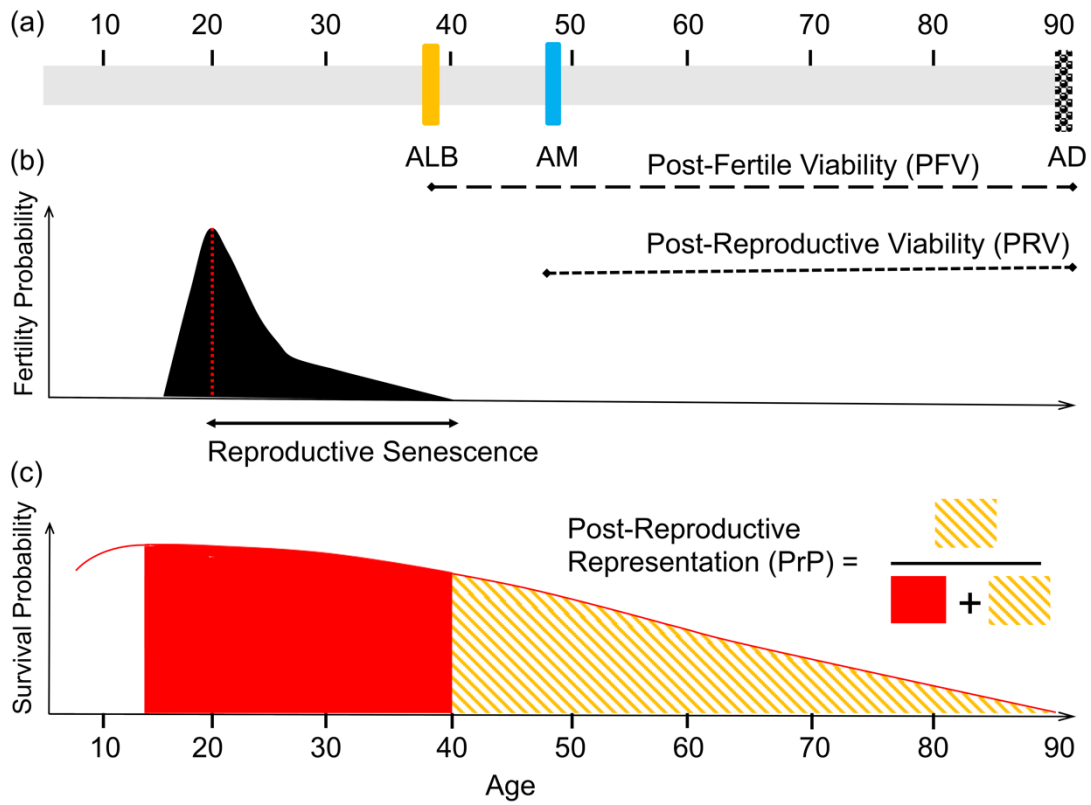 (a)
10 20 30 40 50 60 70 80 90
ALB AM AD
(b)
Post-Fertile Viability (PFV)
Post-Reproductive Viability (PRV)
Fertility Probability
Reproductive Senescence
(c)
Survival Probability
Post-Reproductive
Representation (PrP) =
+
10 20 30 40 50 60 70 80 90
Age